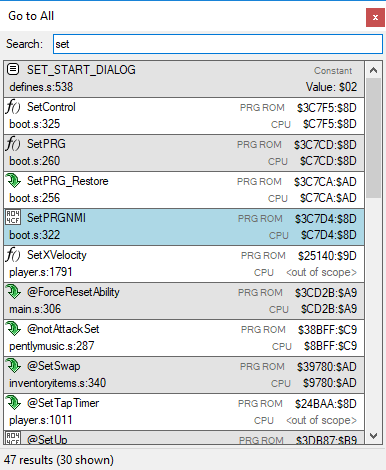 Go to All
x
Search: set
SET_START_DIALOG Constant
defines.s:538 Value: $02
f() SetControl PRG ROM $3C7F5:$8D
boot.s:325 CPU $C7F5:$8D
f() SetPRG PRG ROM $3C7CD:$8D
boot.s:260 CPU $C7CD:$8D
SetPRG_Restore PRG ROM $3C7CA:$AD
boot.s:256 CPU $C7CA:$AD
SetPRGNMI PRG ROM $3C7D4:$8D
boot.s:322 CPU $C7D4:$8D
f() SetXVelocity PRG ROM $25140:$9D
player.s:1791 CPU <out of scope>
@ForceResetAbility PRG ROM $3CD2B:$A9
main.s:306 CPU $CD2B:$A9
@notAttackSet PRG ROM $38BFF:$C9
pentlymusic.s:287 CPU $8BFF:$C9
@SetSwap PRG ROM $39780:$AD
inventoryitems.s:340 CPU $9780:$AD
@SetTapTimer PRG ROM $24BAA:$8D
player.s:1011 CPU <out of scope>
@SetUp PRG ROM $3DB87:$B9
47 results (30 shown)